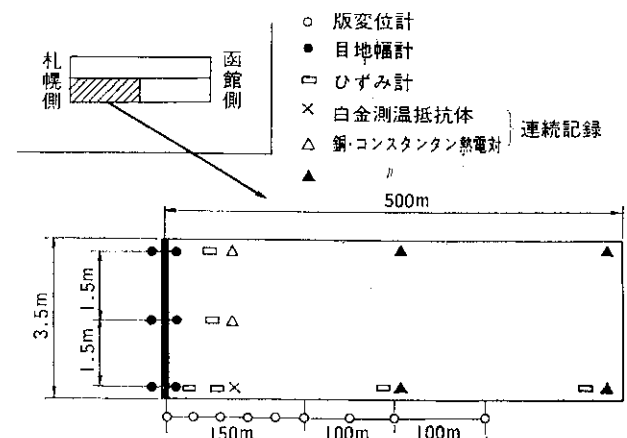 札幌側
函館側
○ 版変位計
● 目地幅計
▭ ひずみ計
× 白金測温抵抗体
△ 銅・コンスタンタン熱電対
連続記録
▲ 〃
500m
3.5m
1.5m
1.5m
150m
100m
100m